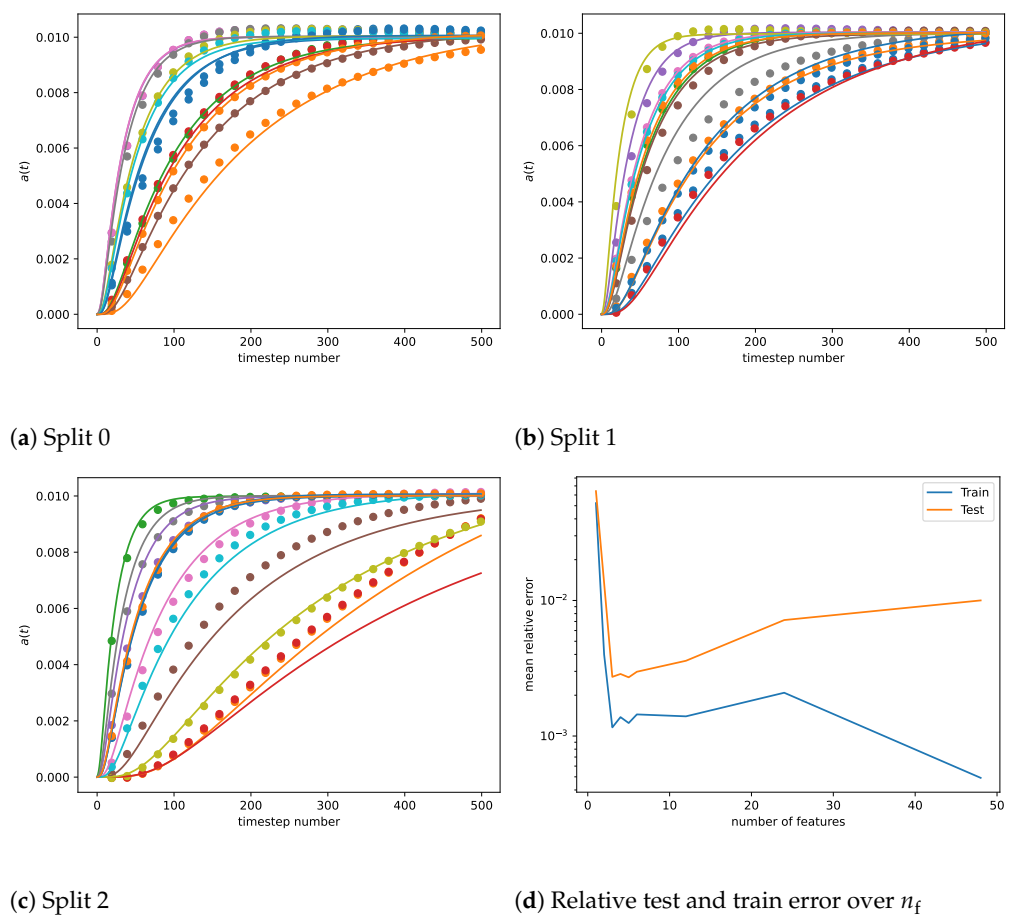 0.010
0.008
0.006
0.004
0.002
0.000
a(t)
0 100 200 300 400 500
timestep number
(a) Split 0
0.010
0.008
0.006
0.004
0.002
0.000
a(t)
0 100 200 300 400 500
timestep number
(b) Split 1
0.010
0.008
0.006
0.004
0.002
0.000
a(t)
0 100 200 300 400 500
timestep number
(c) Split 2
Train
Test
10⁻²
10⁻³
mean relative error
0 10 20 30 40 50
number of features
(d) Relative test and train error over n_f